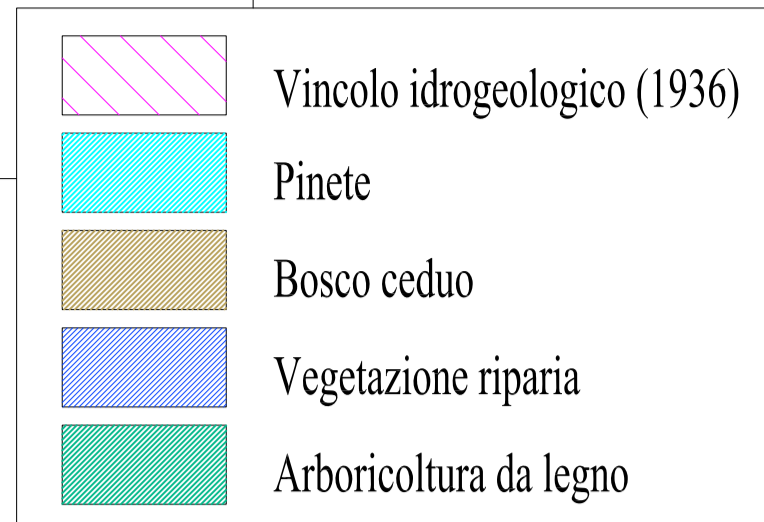 Vincolo idrogeologico (1936)
Pinete
Bosco ceduo
Vegetazione riparia
Arboricoltura da legno